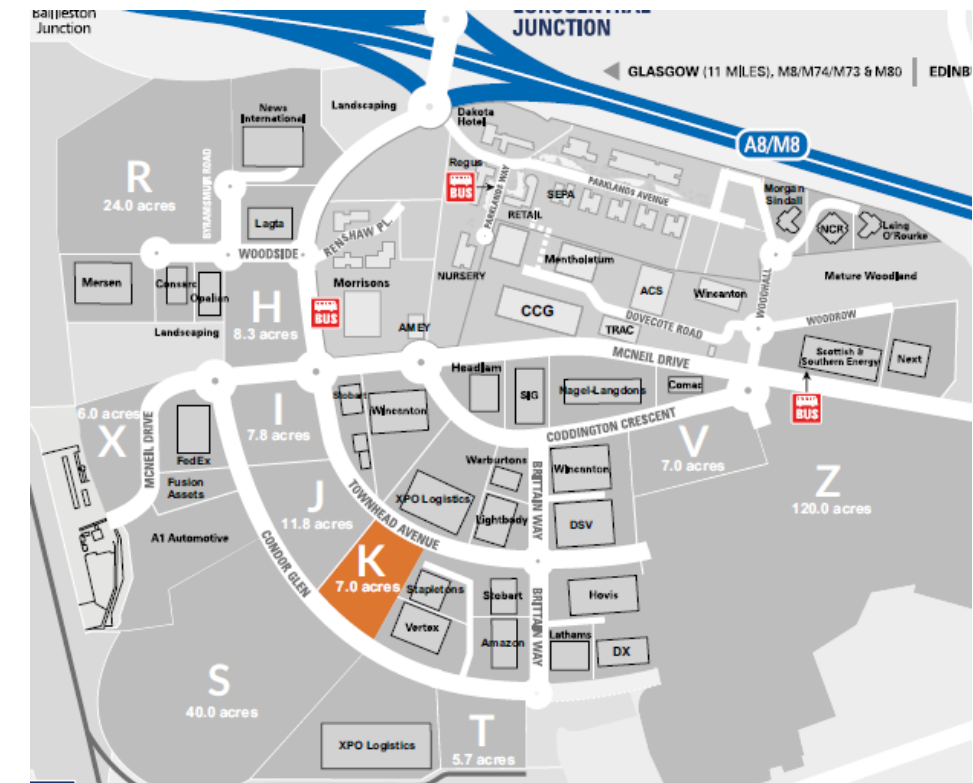 Baillieston
Junction
EUROCENTRAL
JUNCTION
GLASGOW (11 MILES), M8/M74/M73 & M80
EDINB
A8/M8
News
International
Landscaping
Dakota
Hotel
Regus
BUS
PARKLANDS WAY
PARKLANDS AVENUE
SEPA
RETAIL
Morgan
Sindall
NCR
Laing
O'Rourke
R
24.0 acres
Lagta
RENSHAW PL.
WOODSIDE
NURSERY
Mentholatum
Mature Woodland
Mersen
Consarc
Opalion
Morrisons
ACS
Wincanton
WOODHALL
H
8.3 acres
BUS
CCG
DOVECOTE ROAD
WOODROW
Landscaping
AMEY
TRAC
MCNEIL DRIVE
Scottish &
Southern Energy
Next
Headlam
SIG
Nagel-Langdons
Comac
BUS
6.0 acres
X
MCNEIL DRIVE
FedEx
I
7.8 acres
Stobart
Wincanton
CODDINGTON CRESCENT
V
7.0 acres
Fusion
Assets
Warburtons
BRITTAIN WAY
Wincanton
Z
120.0 acres
J
11.8 acres
TOWNHEAD AVENUE
XPO Logistics
Lightbody
DSV
A1 Automotive
CONDOR GLEN
K
7.0 acres
Stapletons
Stobart
BRITTAIN WAY
Hovis
Vertex
Amazon
Lathams
DX
S
40.0 acres
XPO Logistics
T
5.7 acres